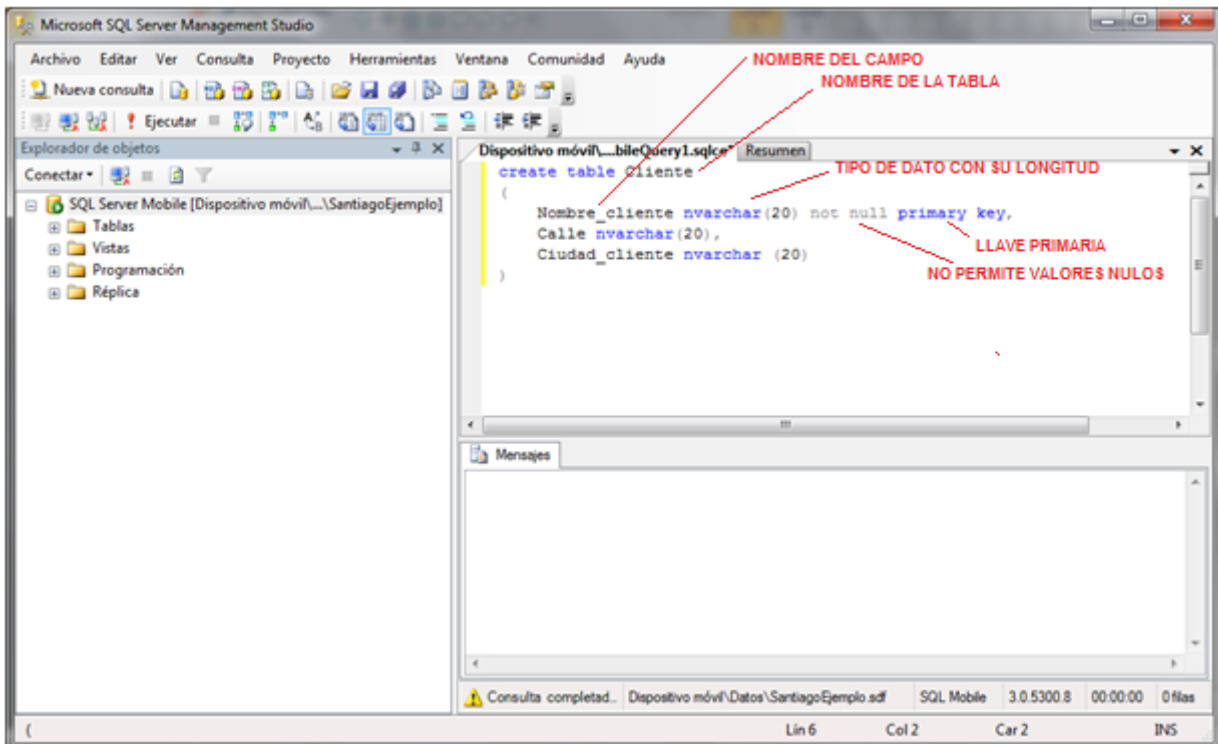 Microsoft SQL Server Management Studio
Archivo Editar Ver Consulta Proyecto Herramientas Ventana Comunidad Ayuda
NOMBRE DEL CAMPO
NOMBRE DE LA TABLA
Nueva consulta
Ejecutar
Explorador de objetos
Conectar
SQL Server Mobile [Dispositivo móvil\...\SantiagoEjemplo]
Tablas
Vistas
Programación
Réplica
Dispositivo móvil\....bileQuery1.sqlce* Resumen
create table Cliente
TIPO DE DATO CON SU LONGITUD
(
Nombre_cliente nvarchar(20) not null primary key,
Calle nvarchar(20),
LLAVE PRIMARIA
Ciudad_cliente nvarchar (20)
NO PERMITE VALORES NULOS
)
Mensajes
Consulta completad... Dispositivo móvil\Datos\SantiagoEjemplo.sdf SQL Mobile 3.0.5300.8 00:00:00 0 filas
( Lín 6 Col 2 Car 2 INS